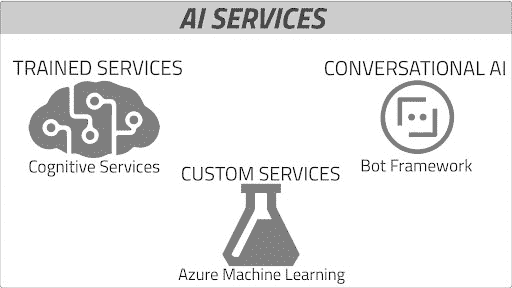 AI SERVICES
TRAINED SERVICES
Cognitive Services
CONVERSATIONAL AI
Bot Framework
CUSTOM SERVICES
Azure Machine Learning